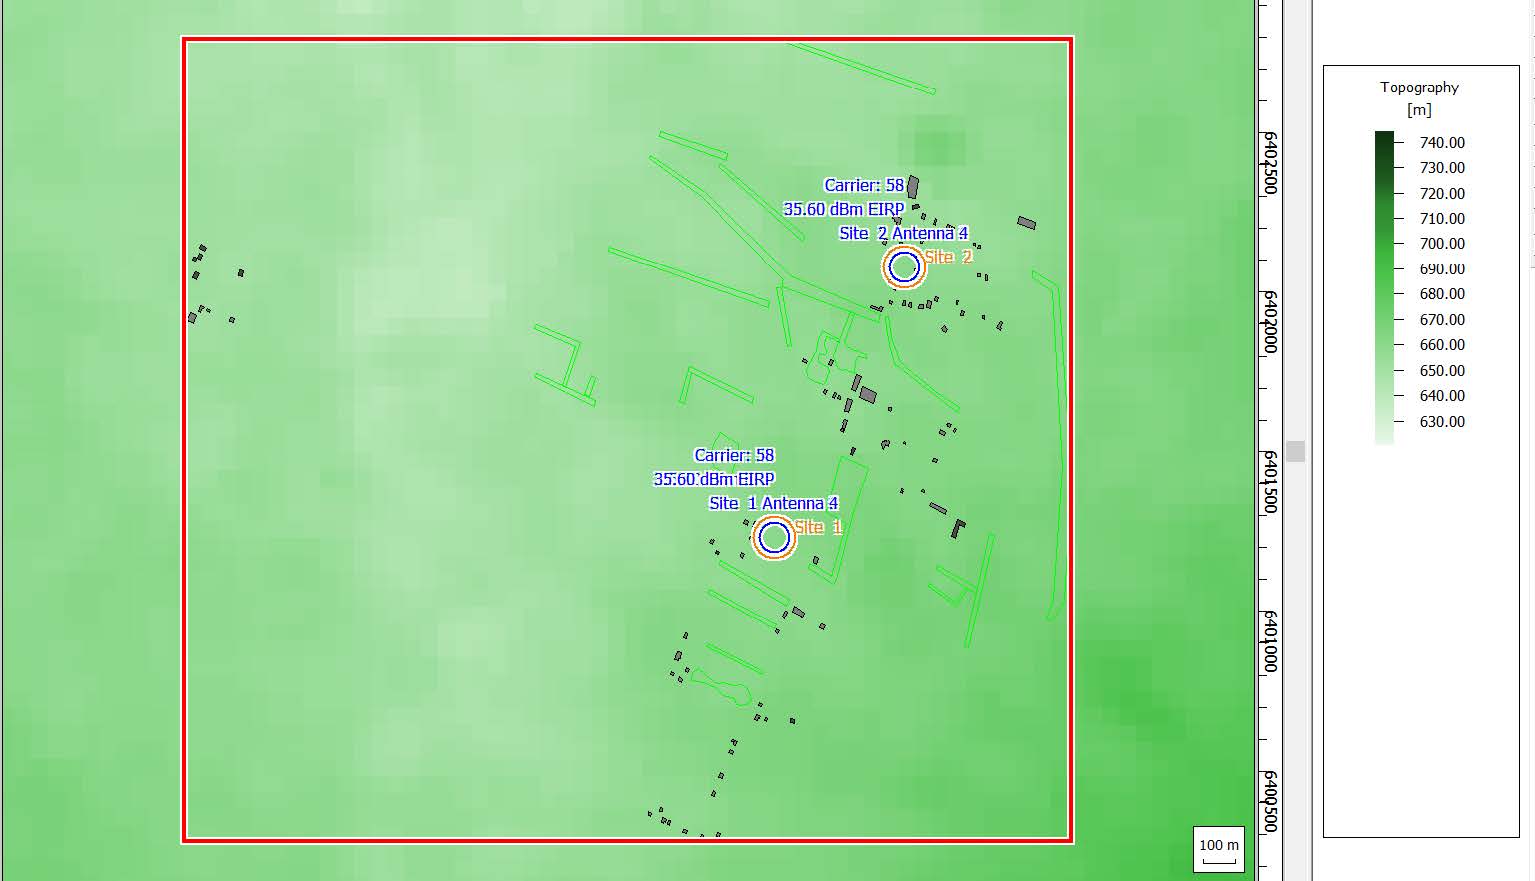 Carrier: 58
35.60 dBm EIRP
Site 2 Antenna 4
Site 2
Carrier: 58
35.60 dBm EIRP
Site 1 Antenna 4
Site 1
6402500
6402000
6401500
6401000
6400500
100 m
Topography
[m]
740.00
730.00
720.00
710.00
700.00
690.00
680.00
670.00
660.00
650.00
640.00
630.00